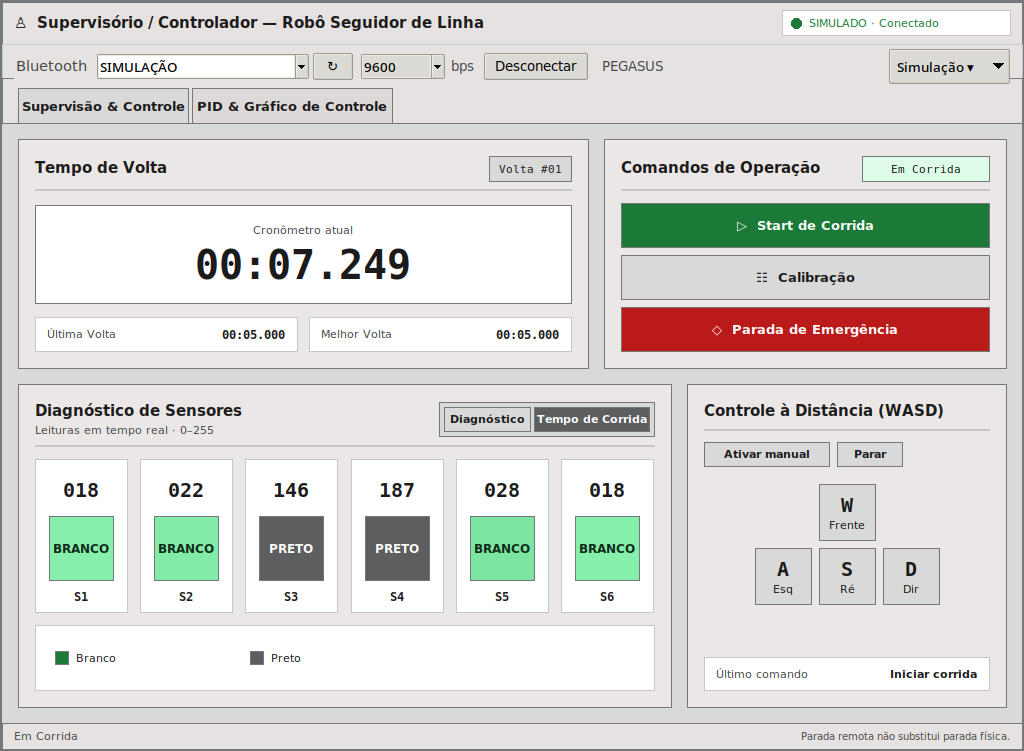 Supervisório / Controlador — Robô Seguidor de Linha
SIMULADO · Conectado
Bluetooth SIMULAÇÃO ↻ 9600 bps Desconectar PEGASUS Simulação ▾
Supervisão & Controle PID & Gráfico de Controle
Tempo de Volta
Volta #01
Cronômetro atual
00:07.249
Última Volta 00:05.000
Melhor Volta 00:05.000
Comandos de Operação
Em Corrida
▷ Start de Corrida
☷ Calibração
◇ Parada de Emergência
Diagnóstico de Sensores
Leituras em tempo real · 0–255
Diagnóstico Tempo de Corrida
018 022 146 187 028 018
BRANCO BRANCO PRETO PRETO BRANCO BRANCO
S1 S2 S3 S4 S5 S6
Branco Preto
Controle à Distância (WASD)
Ativar manual Parar
W
Frente
A S D
Esq Ré Dir
Último comando Iniciar corrida
Em Corrida
Parada remota não substitui parada física.